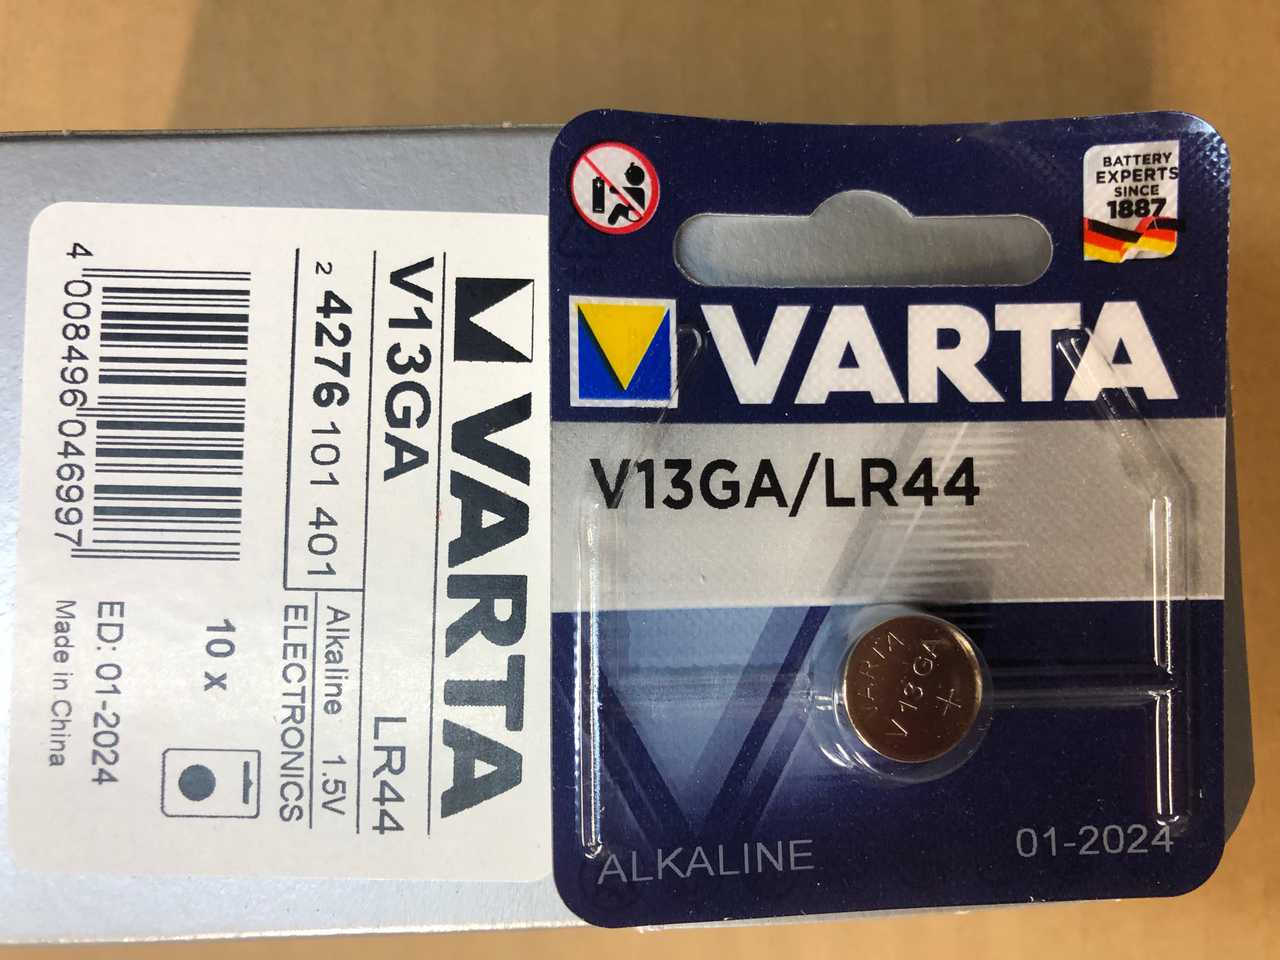 VARTA
V13GA LR44
2 4276 101 401
Alkaline 1.5V
ELECTRONICS
10 x
4 008496 046997
ED: 01-2024
Made in China
BATTERY
EXPERTS
SINCE
1887
VARTA
V13GA/LR44
VARTA
V13GA
+
ALKALINE
01-2024